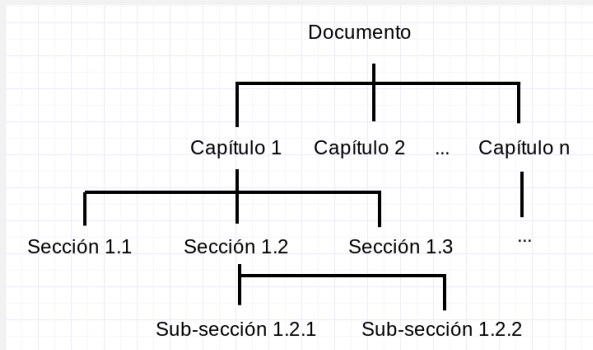 Documento
Capítulo 1 Capítulo 2 ... Capítulo n
Sección 1.1 Sección 1.2 Sección 1.3 ...
Sub-sección 1.2.1 Sub-sección 1.2.2